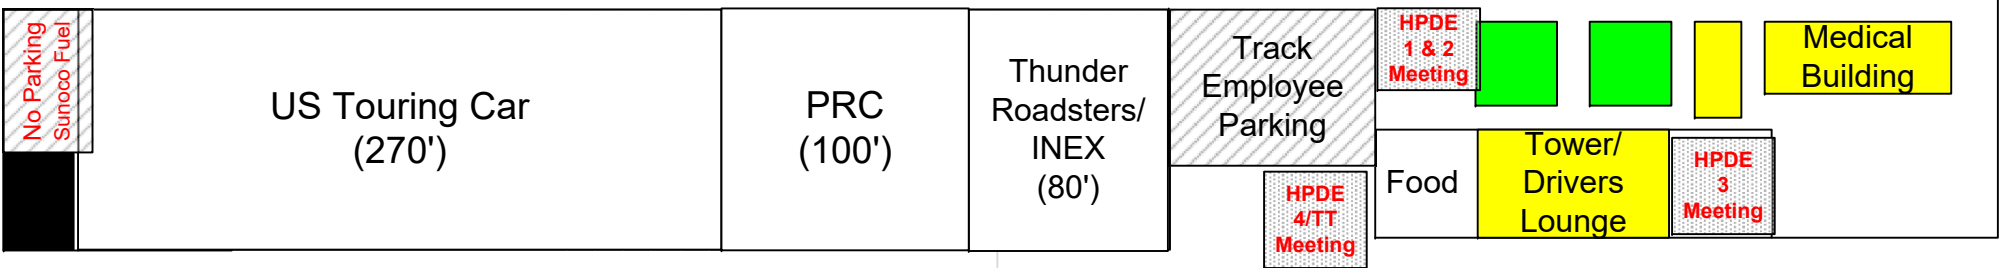 No Parking
Sunoco Fuel
US Touring Car
(270')
PRC
(100')
Thunder
Roadsters/
INEX
(80')
Track
Employee
Parking
HPDE
1 & 2
Meeting
Medical
Building
HPDE
4/TT
Meeting
Food
Tower/
Drivers
Lounge
HPDE
3
Meeting